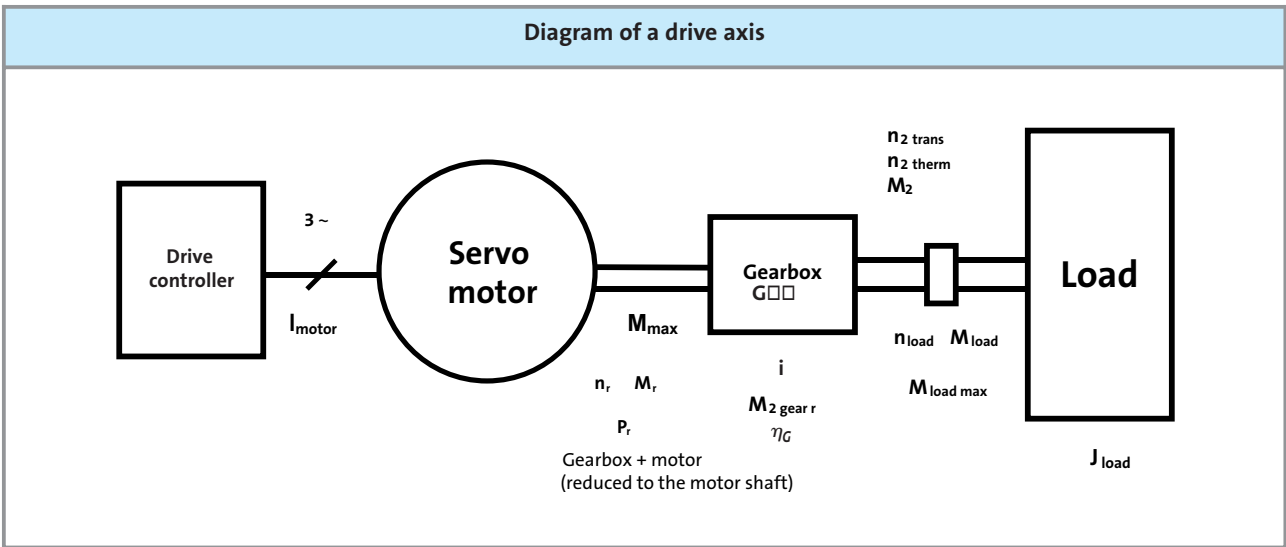 Diagram of a drive axis
n2 trans
n2 therm
M2
3 ~
Drive
controller
Servo
motor
Gearbox
G□□
Load
Imotor
Mmax
nload Mload
i
nr Mr
Mload max
M2 gear r
Pr
ηG
Gearbox + motor
(reduced to the motor shaft)
Jload